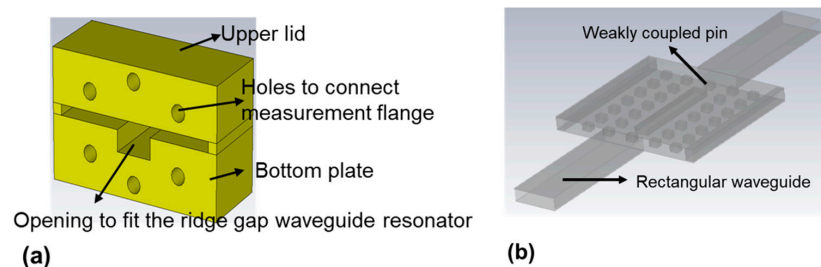 Upper lid
Holes to connect
measurement flange
Bottom plate
Opening to fit the ridge gap waveguide resonator
(a)
Weakly coupled pin
Rectangular waveguide
(b)